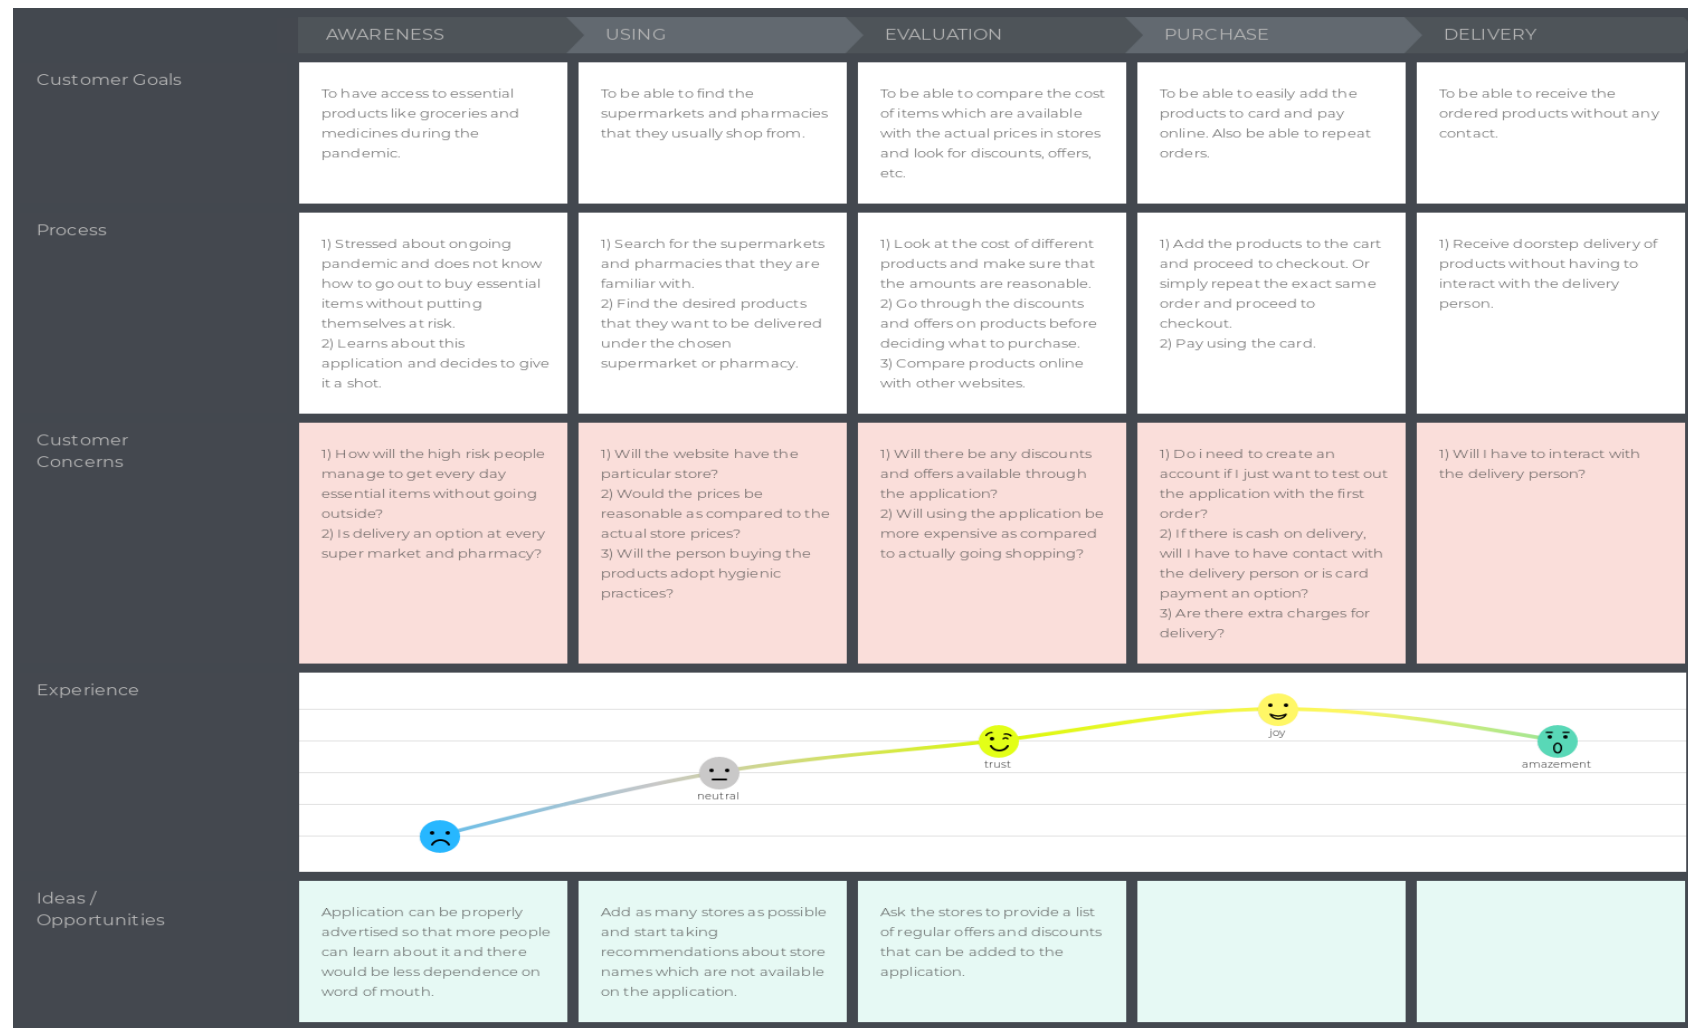 AWARENESS
USING
EVALUATION
PURCHASE
DELIVERY
Customer Goals
To have access to essential
products like groceries and
medicines during the
pandemic.
To be able to find the
supermarkets and pharmacies
that they usually shop from.
To be able to compare the cost
of items which are available
with the actual prices in stores
and look for discounts, offers,
etc.
To be able to easily add the
products to card and pay
online. Also be able to repeat
orders.
To be able to receive the
ordered products without any
contact.
Process
1) Stressed about ongoing
pandemic and does not know
how to go out to buy essential
items without putting
themselves at risk.
2) Learns about this
application and decides to give
it a shot.
1) Search for the supermarkets
and pharmacies that they are
familiar with.
2) Find the desired products
that they want to be delivered
under the chosen
supermarket or pharmacy.
1) Look at the cost of different
products and make sure that
the amounts are reasonable.
2) Go through the discounts
and offers on products before
deciding what to purchase.
3) Compare products online
with other websites.
1) Add the products to the cart
and proceed to checkout. Or
simply repeat the exact same
order and proceed to
checkout.
2) Pay using the card.
1) Receive doorstep delivery of
products without having to
interact with the delivery
person.
Customer
Concerns
1) How will the high risk people
manage to get every day
essential items without going
outside?
2) Is delivery an option at every
super market and pharmacy?
1) Will the website have the
particular store?
2) Would the prices be
reasonable as compared to the
actual store prices?
3) Will the person buying the
products adopt hygienic
practices?
1) Will there be any discounts
and offers available through
the application?
2) Will using the application be
more expensive as compared
to actually going shopping?
1) Do i need to create an
account if I just want to test out
the application with the first
order?
2) If there is cash on delivery,
will I have to have contact with
the delivery person or is card
payment an option?
3) Are there extra charges for
delivery?
1) Will I have to interact with
the delivery person?
Experience
neutral
trust
joy
amazement
Ideas /
Opportunities
Application can be properly
advertised so that more people
can learn about it and there
would be less dependence on
word of mouth.
Add as many stores as possible
and start taking
recommendations about store
names which are not available
on the application.
Ask the stores to provide a list
of regular offers and discounts
that can be added to the
application.